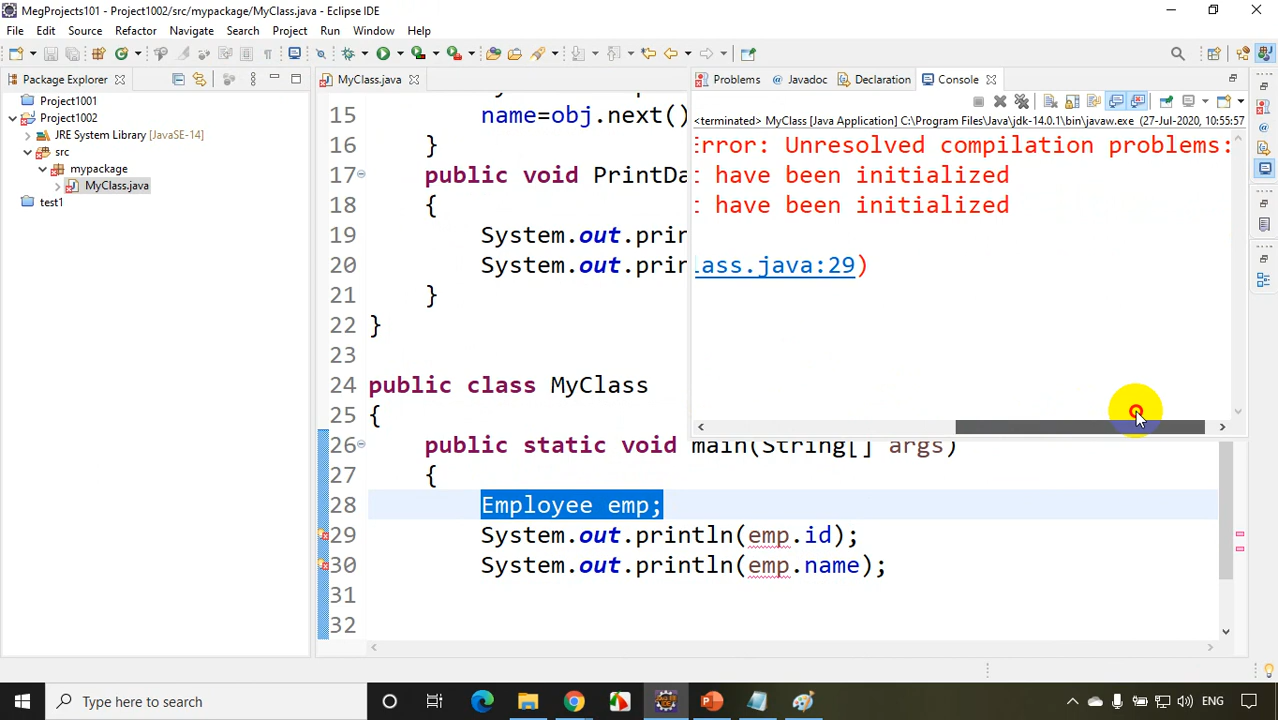 MegProjects101 - Project1002/src/mypackage/MyClass.java - Eclipse IDE
File Edit Source Refactor Navigate Search Project Run Window Help
Package Explorer
MyClass.java
Problems @ Javadoc Declaration Console
Project1001
Project1002
JRE System Library [JavaSE-14]
src
mypackage
MyClass.java
test1
<terminated> MyClass [Java Application] C:\Program Files\Java\jdk-14.0.1\bin\javaw.exe (27-Jul-2020, 10:55:57
Error: Unresolved compilation problems:
t have been initialized
t have been initialized
lass.java:29)
15 name=obj.next()
16 }
17 public void PrintDa
18 {
19 System.out.prin
20 System.out.prin
21 }
22 }
23
24 public class MyClass
25 {
26 public static void main(String[] args)
27 {
28 Employee emp;
29 System.out.println(emp.id);
30 System.out.println(emp.name);
31
32
Type here to search
ENG